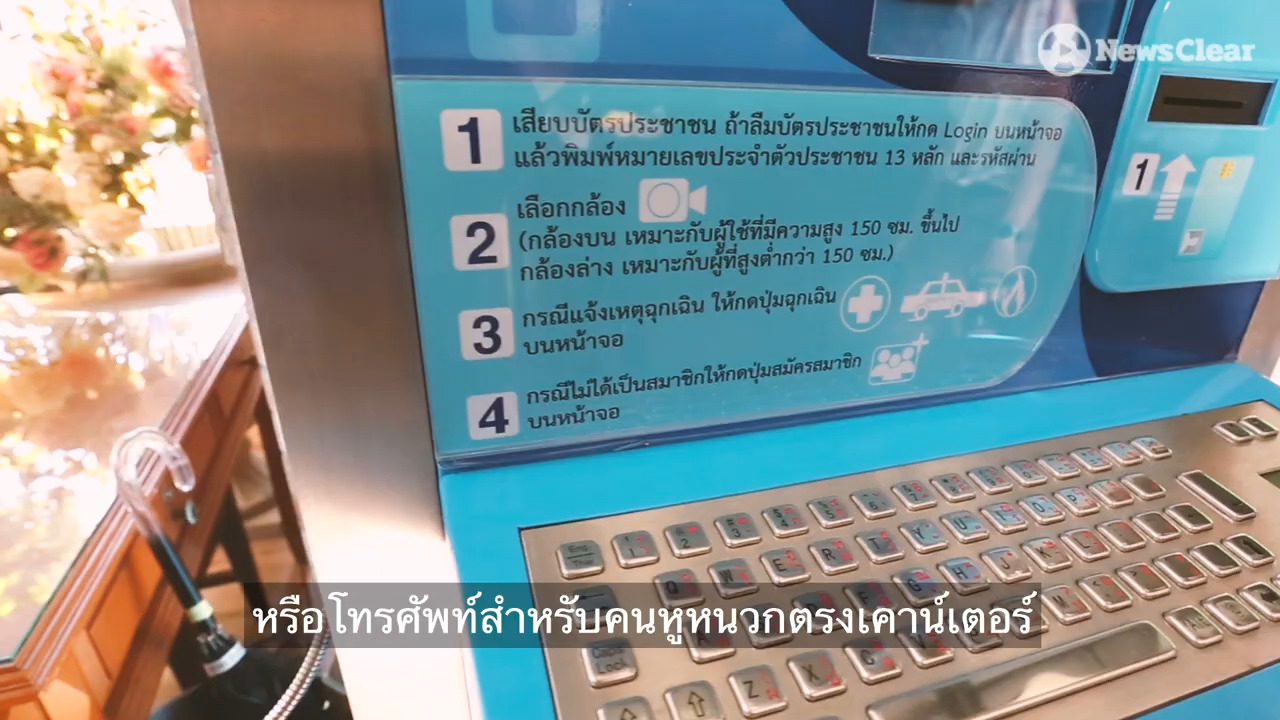 NewsClear
1 เสียบบัตรประชาชน ถ้าลืมบัตรประชาชนให้กด Login บนหน้าจอ
แล้วพิมพ์หมายเลขประจำตัวประชาชน 13 หลัก และรหัสผ่าน
2 เลือกกล้อง
(กล้องบน เหมาะกับผู้ใช้ที่มีความสูง 150 ซม. ขึ้นไป
กล้องล่าง เหมาะกับผู้ที่สูงต่ำกว่า 150 ซม.)
3 กรณีแจ้งเหตุฉุกเฉิน ให้กดปุ่มฉุกเฉิน
บนหน้าจอ
4 กรณีไม่ได้เป็นสมาชิกให้กดปุ่มสมัครสมาชิก
บนหน้าจอ
1
Eng
Thai
1 2 3 4 5 6 7
Q W E R T Y U I O P
G H J K L
Caps
Lock
Z X C
Alt
หรือโทรศัพท์สำหรับคนหูหนวกตรงเคาน์เตอร์